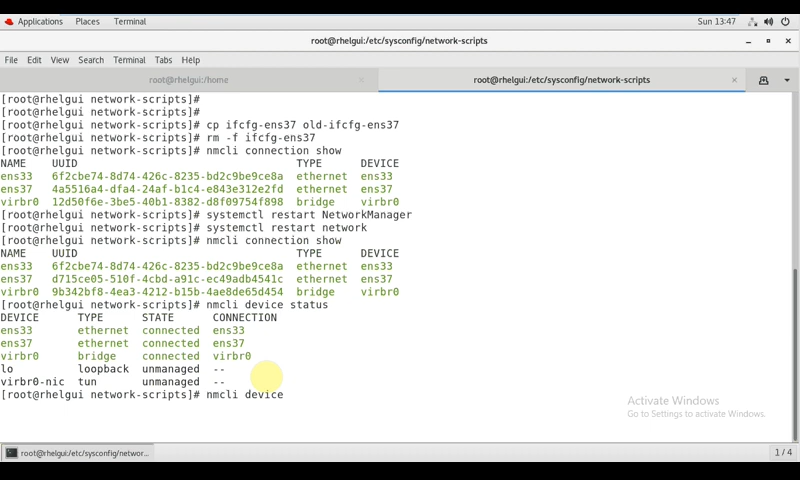 Applications Places Terminal Sun 13:47
root@rhelgui:/etc/sysconfig/network-scripts
File Edit View Search Terminal Tabs Help
root@rhelgui:/home root@rhelgui:/etc/sysconfig/network-scripts
[root@rhelgui network-scripts]#
[root@rhelgui network-scripts]#
[root@rhelgui network-scripts]# cp ifcfg-ens37 old-ifcfg-ens37
[root@rhelgui network-scripts]# rm -f ifcfg-ens37
[root@rhelgui network-scripts]# nmcli connection show
NAME UUID TYPE DEVICE
ens33 6f2cbe74-8d74-426c-8235-bd2c9be9ce8a ethernet ens33
ens37 4a5516a4-dfa4-24af-b1c4-e843e312e2fd ethernet ens37
virbr0 12d50f6e-3be5-40b1-8382-d8f09754f898 bridge virbr0
[root@rhelgui network-scripts]# systemctl restart NetworkManager
[root@rhelgui network-scripts]# systemctl restart network
[root@rhelgui network-scripts]# nmcli connection show
NAME UUID TYPE DEVICE
ens33 6f2cbe74-8d74-426c-8235-bd2c9be9ce8a ethernet ens33
ens37 d715ce05-510f-4cbd-a91c-ec49adb4541c ethernet ens37
virbr0 9b342bf8-4ea3-4212-b15b-4ae8de65d454 bridge virbr0
[root@rhelgui network-scripts]# nmcli device status
DEVICE TYPE STATE CONNECTION
ens33 ethernet connected ens33
ens37 ethernet connected ens37
virbr0 bridge connected virbr0
lo loopback unmanaged --
virbr0-nic tun unmanaged --
[root@rhelgui network-scripts]# nmcli device
Activate Windows
Go to Settings to activate Windows.
root@rhelgui:/etc/sysconfig/networ... 1 / 4